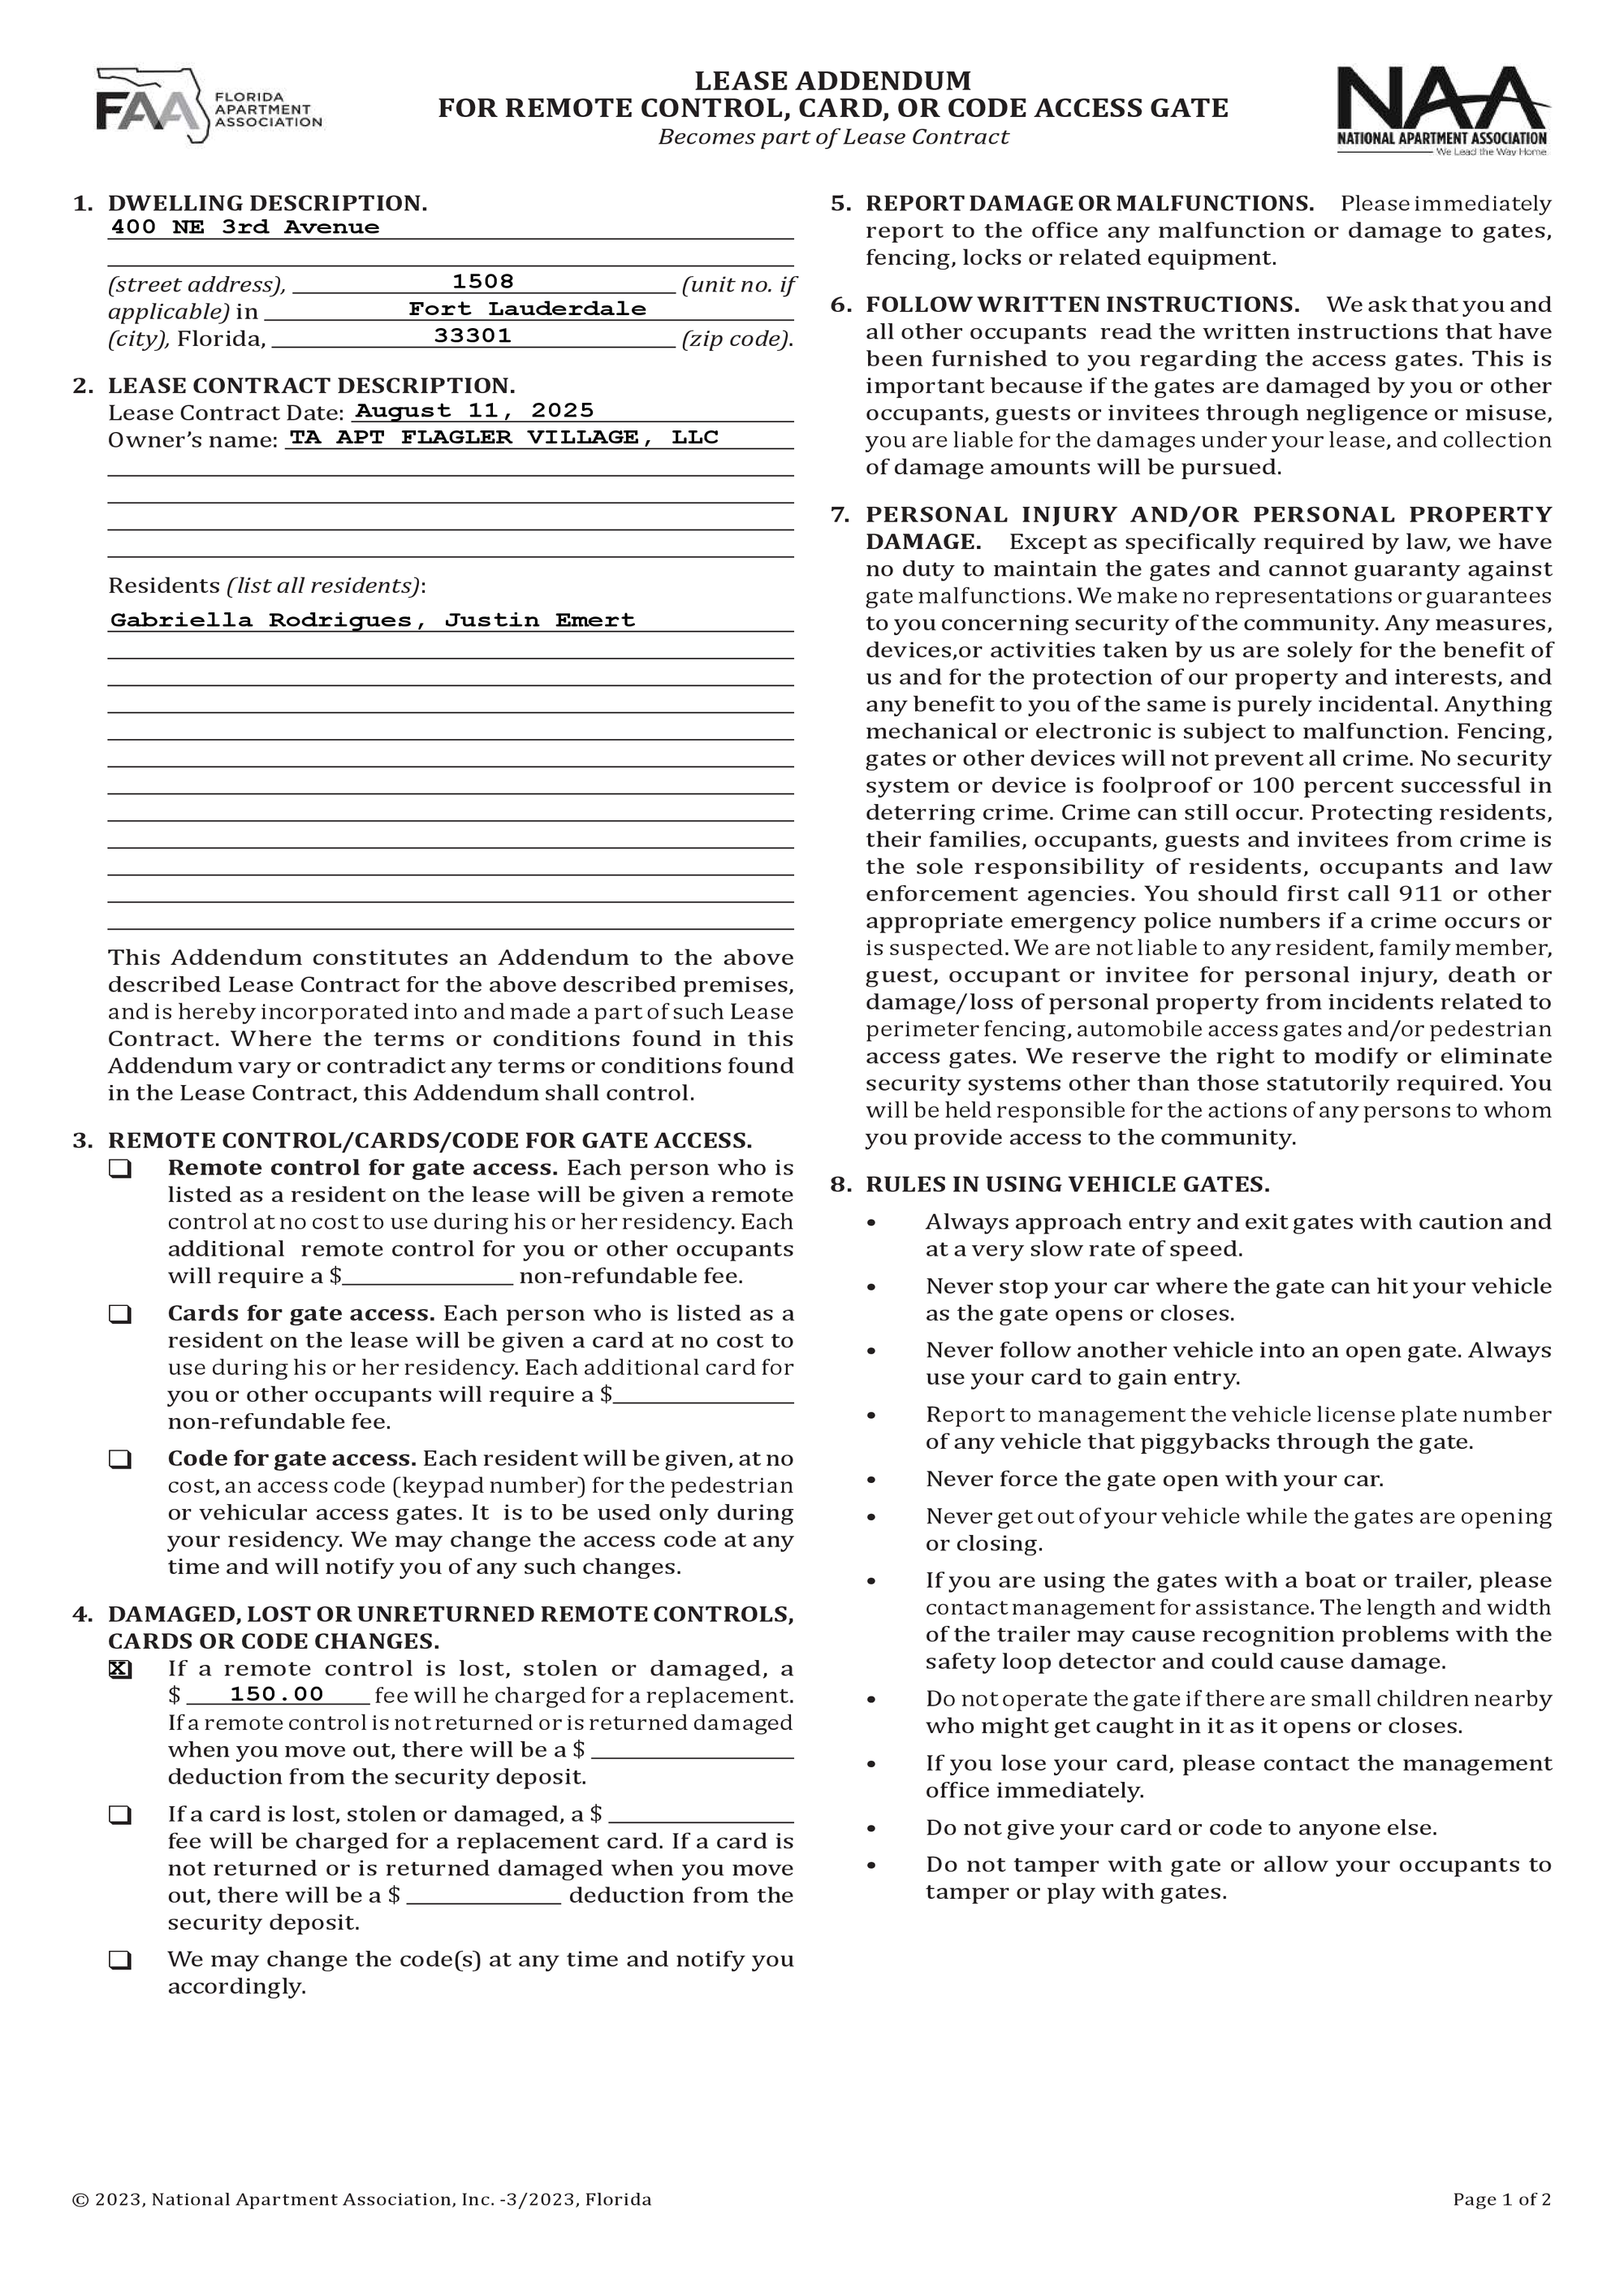 FAA
FLORIDA
APARTMENT
ASSOCIATION
LEASE ADDENDUM
FOR REMOTE CONTROL, CARD, OR CODE ACCESS GATE
Becomes part of Lease Contract
NAA
NATIONAL APARTMENT ASSOCIATION
We Lead the Way Home
1. DWELLING DESCRIPTION.
400 NE 3rd Avenue
(street address), 1508 (unit no. if
applicable) in Fort Lauderdale
(city), Florida, 33301 (zip code).
2. LEASE CONTRACT DESCRIPTION.
Lease Contract Date: August 11, 2025
Owner's name: TA APT FLAGLER VILLAGE, LLC
Residents (list all residents):
Gabriella Rodrigues, Justin Emert
This Addendum constitutes an Addendum to the above
described Lease Contract for the above described premises,
and is hereby incorporated into and made a part of such Lease
Contract. Where the terms or conditions found in this
Addendum vary or contradict any terms or conditions found
in the Lease Contract, this Addendum shall control.
3. REMOTE CONTROL/CARDS/CODE FOR GATE ACCESS.
❏ Remote control for gate access. Each person who is
listed as a resident on the lease will be given a remote
control at no cost to use during his or her residency. Each
additional remote control for you or other occupants
will require a $ non-refundable fee.
❏ Cards for gate access. Each person who is listed as a
resident on the lease will be given a card at no cost to
use during his or her residency. Each additional card for
you or other occupants will require a $
non-refundable fee.
❏ Code for gate access. Each resident will be given, at no
cost, an access code (keypad number) for the pedestrian
or vehicular access gates. It is to be used only during
your residency. We may change the access code at any
time and will notify you of any such changes.
4. DAMAGED, LOST OR UNRETURNED REMOTE CONTROLS,
CARDS OR CODE CHANGES.
X If a remote control is lost, stolen or damaged, a
$ 150.00 fee will he charged for a replacement.
If a remote control is not returned or is returned damaged
when you move out, there will be a $
deduction from the security deposit.
❏ If a card is lost, stolen or damaged, a $
fee will be charged for a replacement card. If a card is
not returned or is returned damaged when you move
out, there will be a $ deduction from the
security deposit.
❏ We may change the code(s) at any time and notify you
accordingly.
5. REPORT DAMAGE OR MALFUNCTIONS. Please immediately
report to the office any malfunction or damage to gates,
fencing, locks or related equipment.
6. FOLLOW WRITTEN INSTRUCTIONS. We ask that you and
all other occupants read the written instructions that have
been furnished to you regarding the access gates. This is
important because if the gates are damaged by you or other
occupants, guests or invitees through negligence or misuse,
you are liable for the damages under your lease, and collection
of damage amounts will be pursued.
7. PERSONAL INJURY AND/OR PERSONAL PROPERTY
DAMAGE. Except as specifically required by law, we have
no duty to maintain the gates and cannot guaranty against
gate malfunctions. We make no representations or guarantees
to you concerning security of the community. Any measures,
devices,or activities taken by us are solely for the benefit of
us and for the protection of our property and interests, and
any benefit to you of the same is purely incidental. Anything
mechanical or electronic is subject to malfunction. Fencing,
gates or other devices will not prevent all crime. No security
system or device is foolproof or 100 percent successful in
deterring crime. Crime can still occur. Protecting residents,
their families, occupants, guests and invitees from crime is
the sole responsibility of residents, occupants and law
enforcement agencies. You should first call 911 or other
appropriate emergency police numbers if a crime occurs or
is suspected. We are not liable to any resident, family member,
guest, occupant or invitee for personal injury, death or
damage/loss of personal property from incidents related to
perimeter fencing, automobile access gates and/or pedestrian
access gates. We reserve the right to modify or eliminate
security systems other than those statutorily required. You
will be held responsible for the actions of any persons to whom
you provide access to the community.
8. RULES IN USING VEHICLE GATES.
• Always approach entry and exit gates with caution and
at a very slow rate of speed.
• Never stop your car where the gate can hit your vehicle
as the gate opens or closes.
• Never follow another vehicle into an open gate. Always
use your card to gain entry.
• Report to management the vehicle license plate number
of any vehicle that piggybacks through the gate.
• Never force the gate open with your car.
• Never get out of your vehicle while the gates are opening
or closing.
• If you are using the gates with a boat or trailer, please
contact management for assistance. The length and width
of the trailer may cause recognition problems with the
safety loop detector and could cause damage.
• Do not operate the gate if there are small children nearby
who might get caught in it as it opens or closes.
• If you lose your card, please contact the management
office immediately.
• Do not give your card or code to anyone else.
• Do not tamper with gate or allow your occupants to
tamper or play with gates.
© 2023, National Apartment Association, Inc. -3/2023, Florida
Page 1 of 2